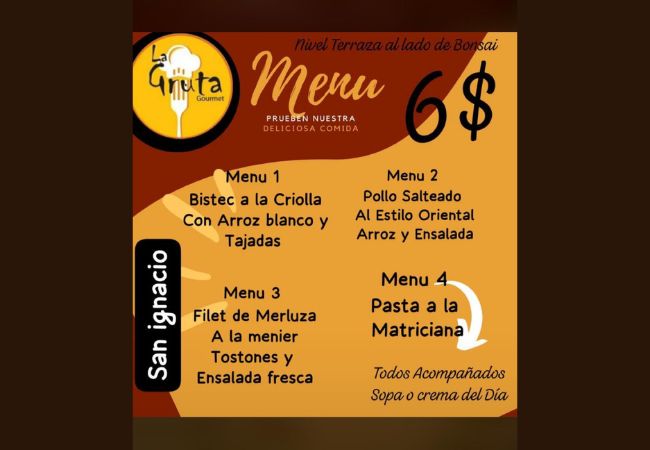 Nivel Terraza al lado de Bonsai
La
Gruta
Gourmet
Menu
6$
PRUEBEN NUESTRA
DELICIOSA COMIDA
Menu 1
Bistec a la Criolla
Con Arroz blanco y
Tajadas
Menu 2
Pollo Salteado
Al Estilo Oriental
Arroz y Ensalada
San ignacio
Menu 3
Filet de Merluza
A la menier
Tostones y
Ensalada fresca
Menu 4
Pasta a la
Matriciana
Todos Acompañados
Sopa o crema del Día